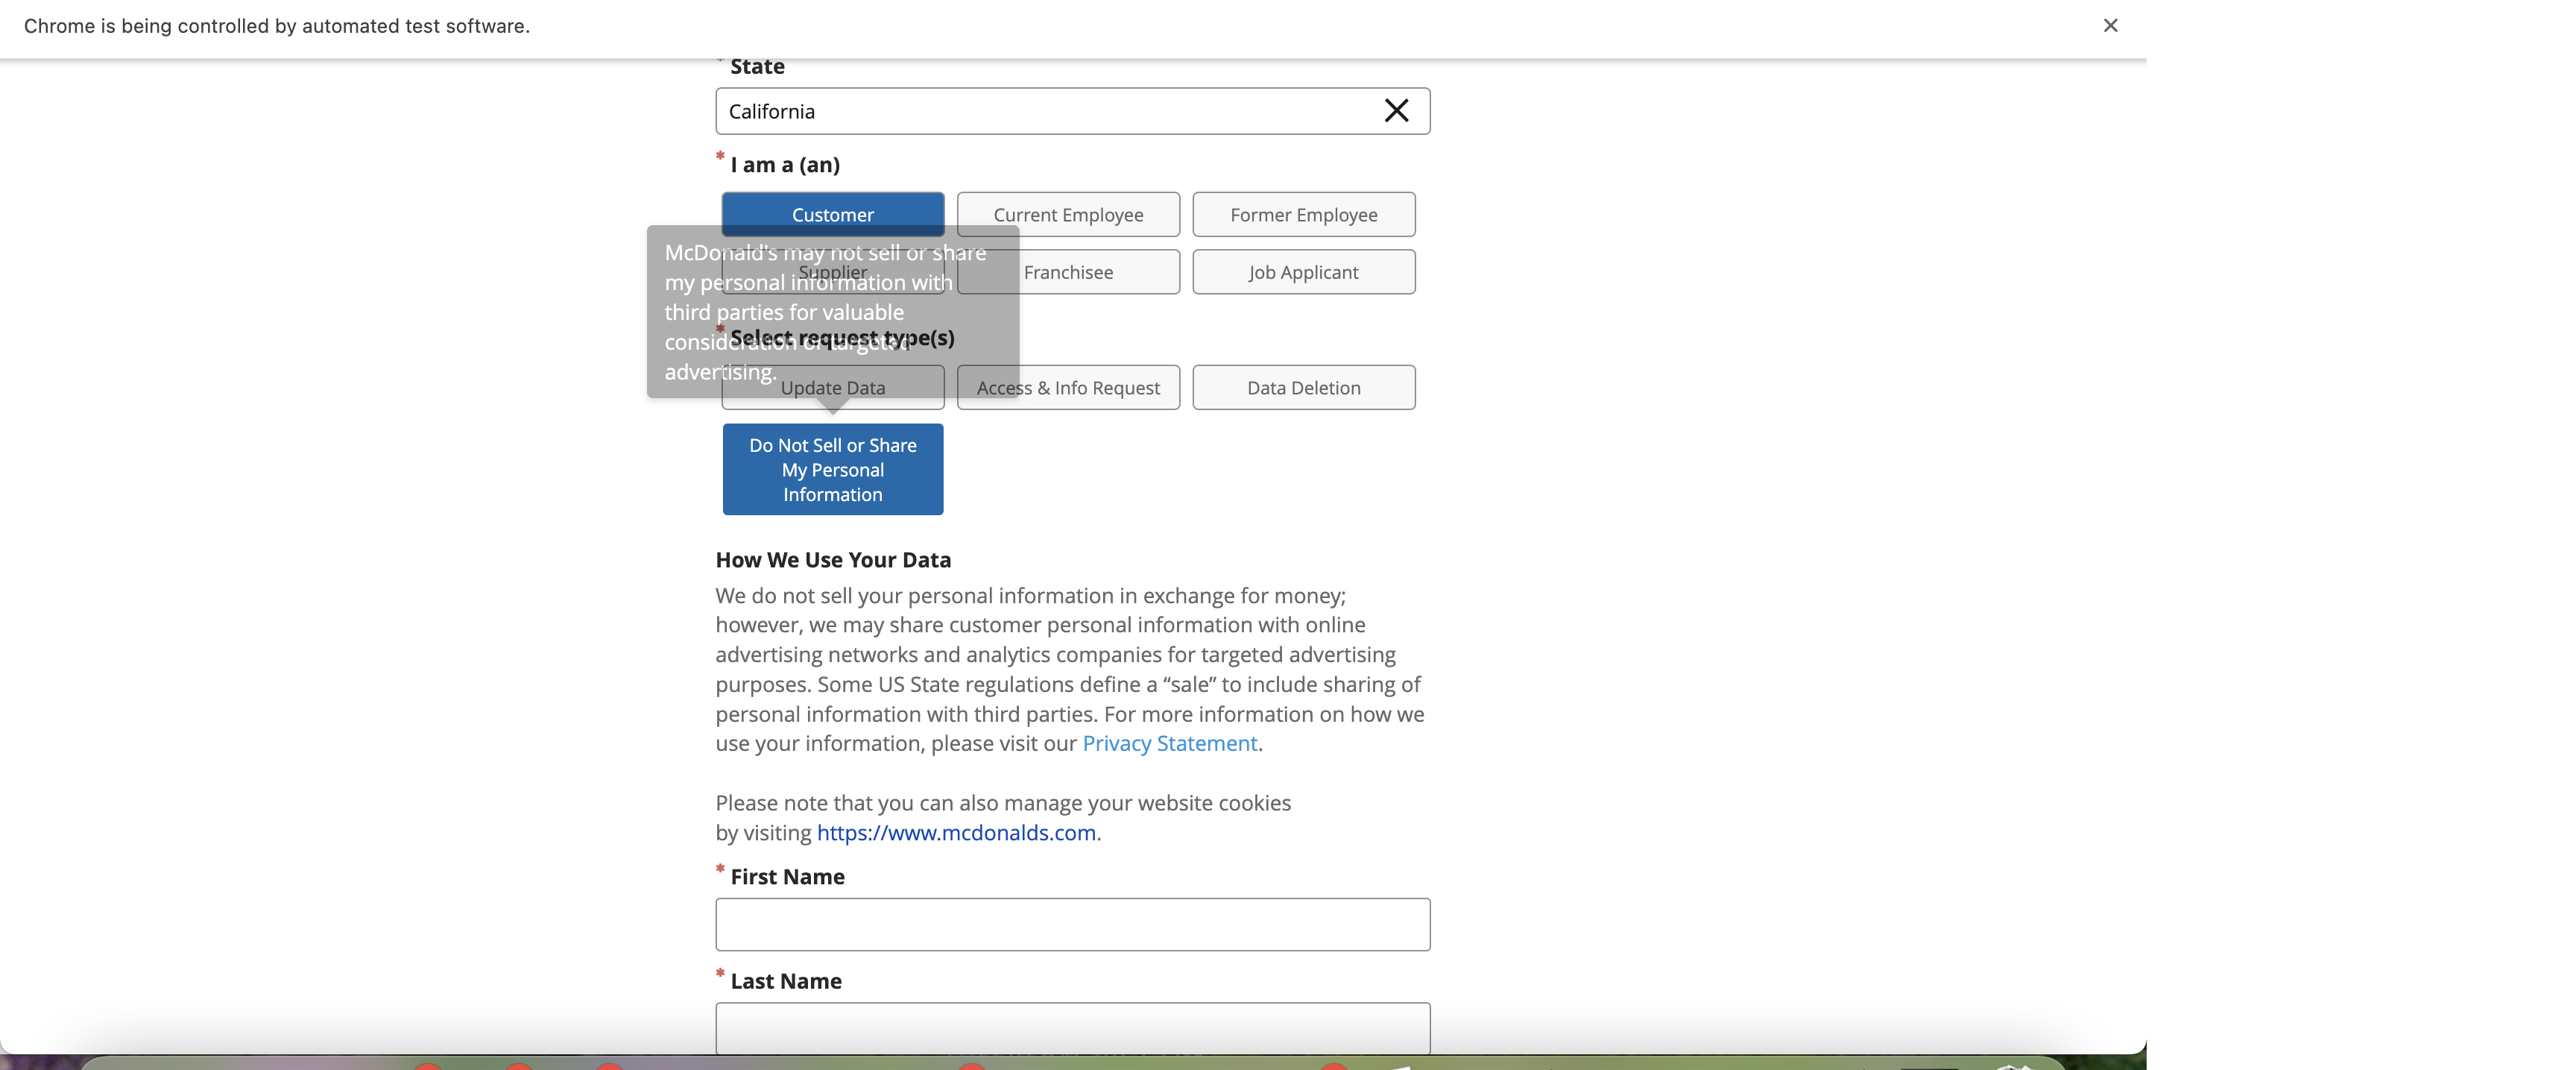 Chrome is being controlled by automated test software.
* State
California
* I am a (an)
Customer
Current Employee
Former Employee
Supplier
Franchisee
Job Applicant
McDonald's may not sell or share
my personal information with
third parties for valuable
consideration or targeted
advertising.
* Select request type(s)
Update Data
Access & Info Request
Data Deletion
Do Not Sell or Share
My Personal
Information
How We Use Your Data
We do not sell your personal information in exchange for money;
however, we may share customer personal information with online
advertising networks and analytics companies for targeted advertising
purposes. Some US State regulations define a “sale” to include sharing of
personal information with third parties. For more information on how we
use your information, please visit our Privacy Statement.
Please note that you can also manage your website cookies
by visiting https://www.mcdonalds.com.
* First Name
* Last Name